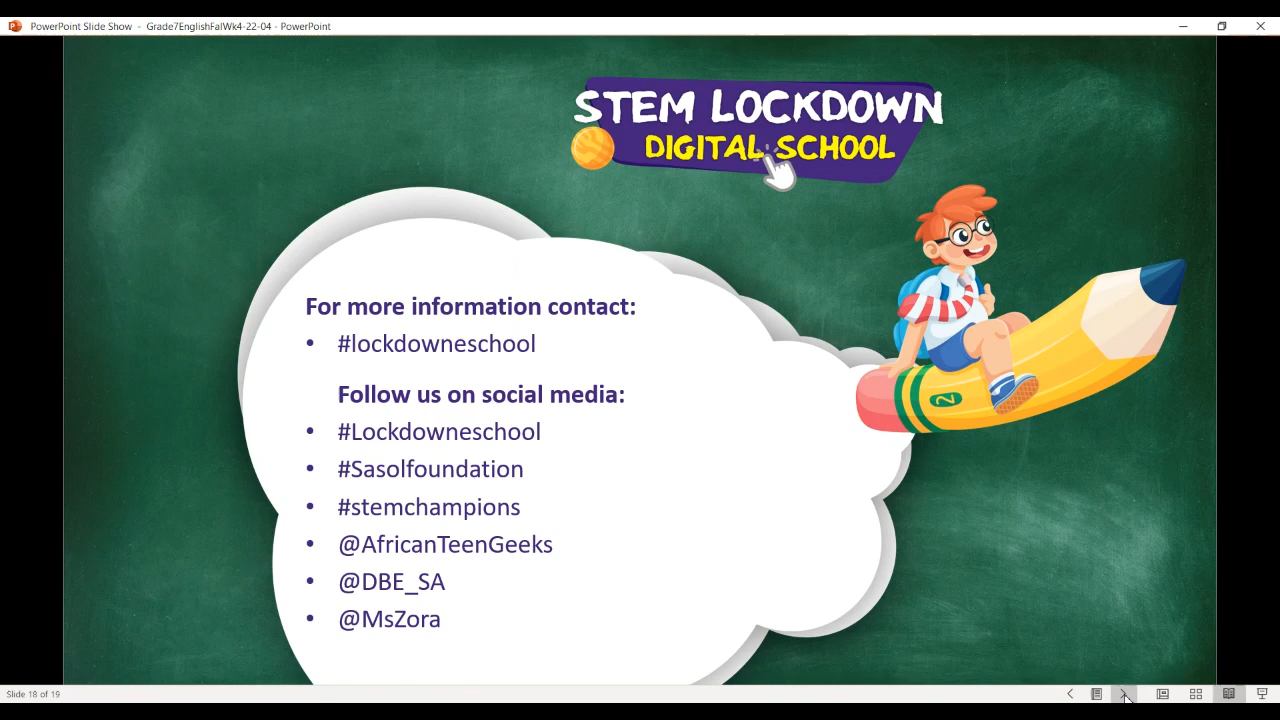 PowerPoint Slide Show - Grade7EnglishFalWk4-22-04 - PowerPoint
STEM LOCKDOWN
DIGITAL SCHOOL
2
For more information contact:
• #lockdowneschool
Follow us on social media:
• #Lockdowneschool
• #Sasolfoundation
• #stemchampions
• @AfricanTeenGeeks
• @DBE_SA
• @MsZora
Slide 18 of 19